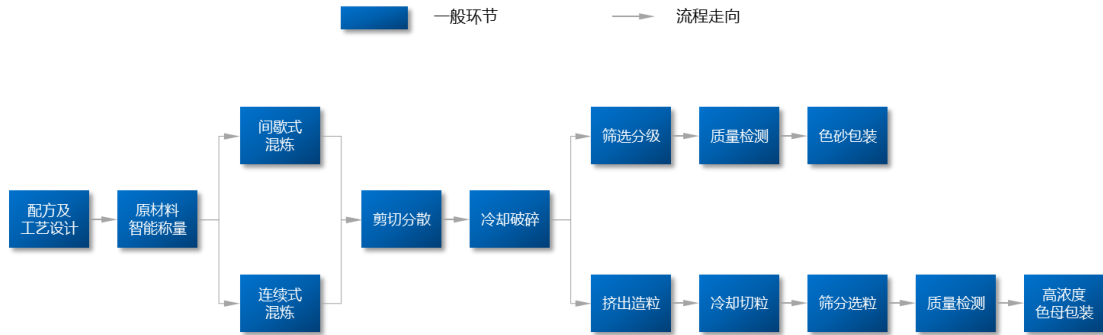 一般环节
流程走向
间歇式
混炼
筛选分级
质量检测
色砂包装
配方及
工艺设计
原材料
智能称量
剪切分散
冷却破碎
连续式
混炼
挤出造粒
冷却切粒
筛分选粒
质量检测
高浓度
色母包装